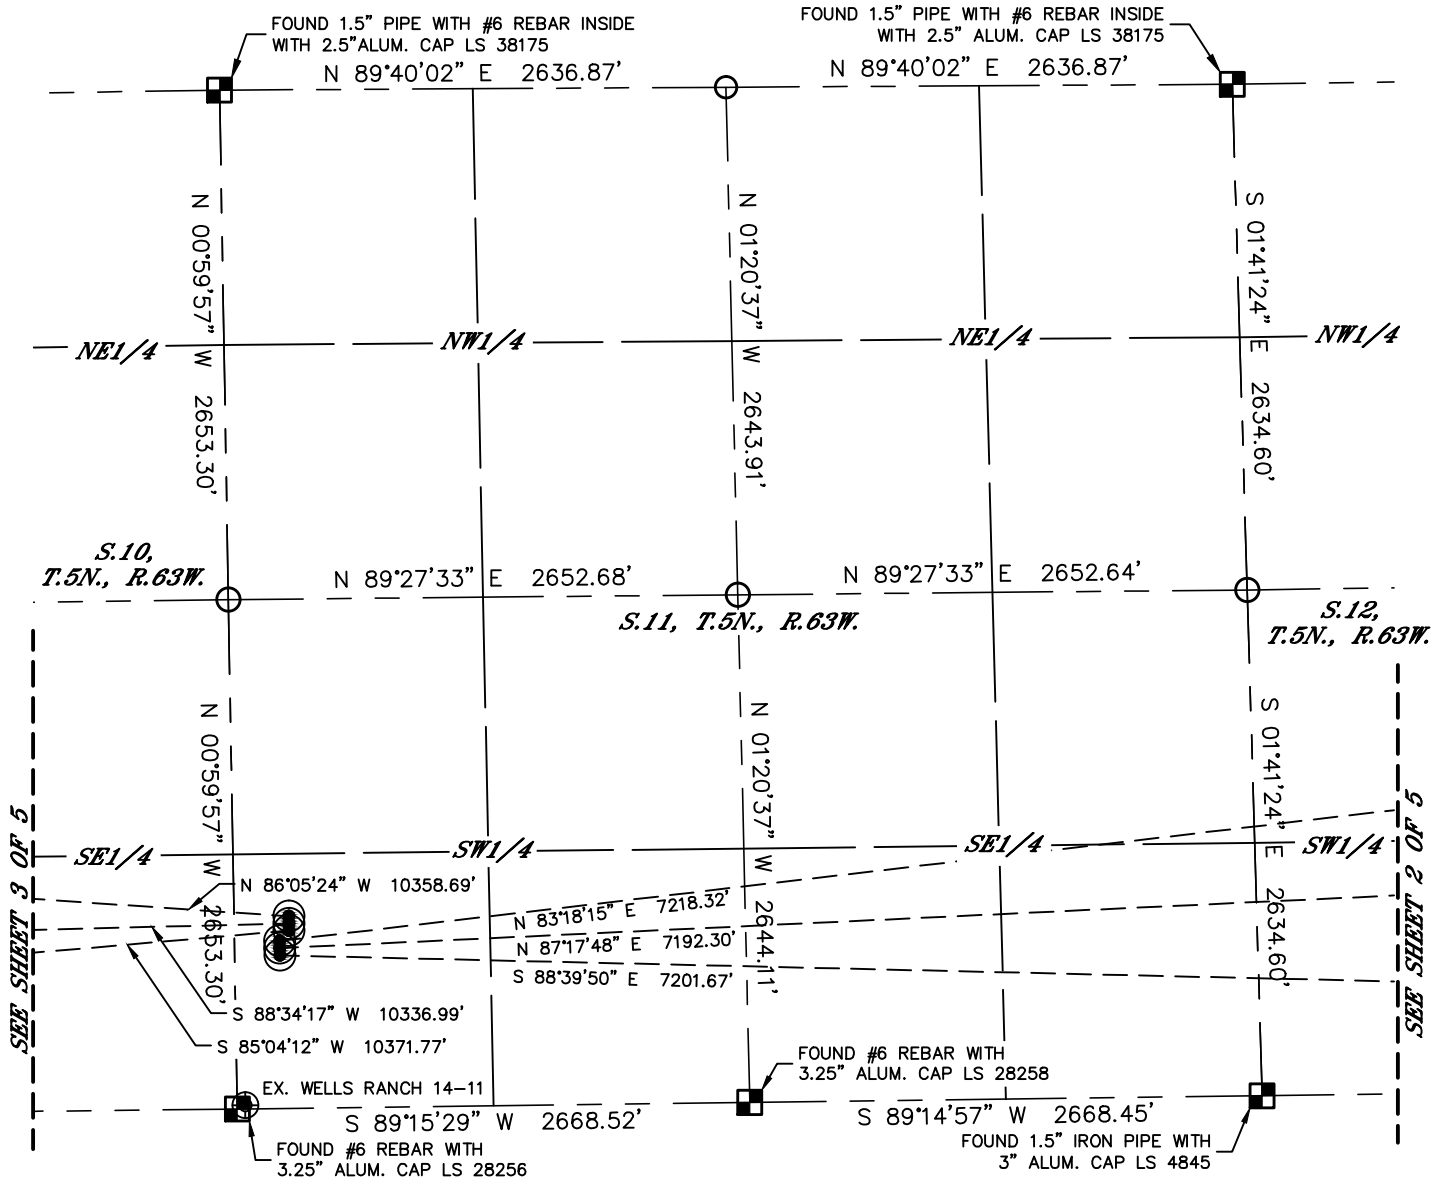 FOUND 1.5" PIPE WITH #6 REBAR INSIDE
WITH 2.5"ALUM. CAP LS 38175
FOUND 1.5" PIPE WITH #6 REBAR INSIDE
WITH 2.5" ALUM. CAP LS 38175
N 89°40'02" E 2636.87'
N 89°40'02" E 2636.87'
N 00°59'57" W 2653.30'
N 01°20'37" W 2643.91'
S 01°41'24" E 2634.60'
NE1/4
NW1/4
NE1/4
NW1/4
S.10,
T.5N., R.63W.
N 89°27'33" E 2652.68'
N 89°27'33" E 2652.64'
S.11, T.5N., R.63W.
S.12,
T.5N., R.63W.
N 00°59'57" W 2653.30'
N 01°20'37" W 2644.11'
S 01°41'24" E 2634.60'
SEE SHEET 3 OF 5
SEE SHEET 2 OF 5
SE1/4
SW1/4
SE1/4
SW1/4
N 86°05'24" W 10358.69'
N 83°18'15" E 7218.32'
N 87°17'48" E 7192.30'
S 88°39'50" E 7201.67'
S 88°34'17" W 10336.99'
S 85°04'12" W 10371.77'
EX. WELLS RANCH 14-11
FOUND #6 REBAR WITH
3.25" ALUM. CAP LS 28258
S 89°15'29" W 2668.52'
S 89°14'57" W 2668.45'
FOUND #6 REBAR WITH
3.25" ALUM. CAP LS 28256
FOUND 1.5" IRON PIPE WITH
3" ALUM. CAP LS 4845